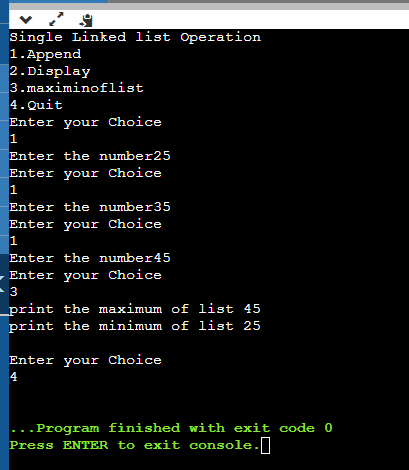 Single Linked list Operation
1.Append
2.Display
3.maximinoflist
4.Quit
Enter your Choice
1
Enter the number25
Enter your Choice
1
Enter the number35
Enter your Choice
1
Enter the number45
Enter your Choice
3
print the maximum of list 45
print the minimum of list 25
Enter your Choice
4
...Program finished with exit code 0
Press ENTER to exit console.